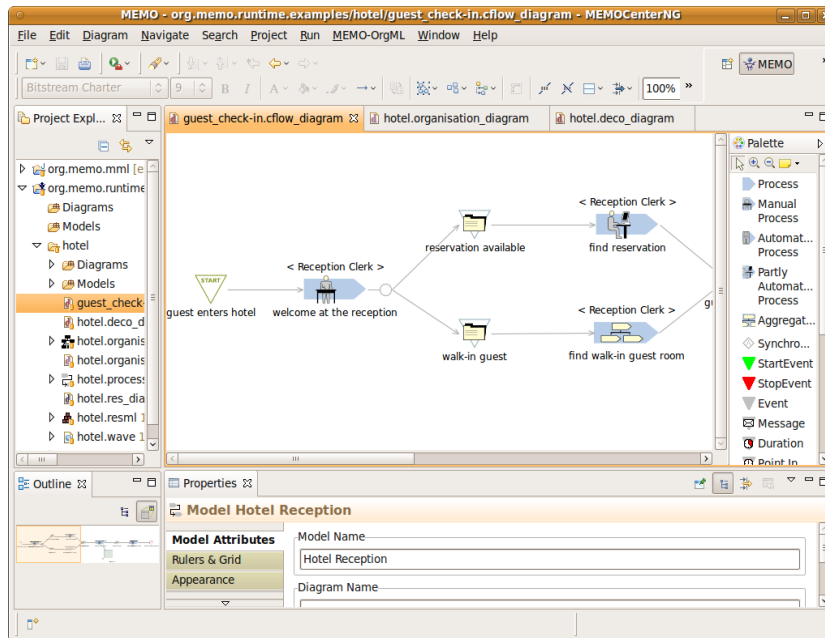 MEMO - org.memo.runtime.examples/hotel/guest_check-in.cflow_diagram - MEMOCenterNG
File Edit Diagram Navigate Search Project Run MEMO-OrgML Window Help
MEMO
Bitstream Charter 9 B I A 100% »
Project Expl...
guest_check-in.cflow_diagram hotel.organisation_diagram hotel.deco_diagram
org.memo.mml [e
org.memo.runtime
Diagrams
Models
hotel
Diagrams
Models
guest_check
hotel.deco_d
hotel.organis
hotel.organis
hotel.process
hotel.res_dia
hotel.resml 1
hotel.wave 1
START
guest enters hotel
< Reception Clerk >
welcome at the reception
reservation available
< Reception Clerk >
find reservation
walk-in guest
< Reception Clerk >
find walk-in guest room
Palette
Process
Manual
Process
Automat...
Process
Partly
Automat...
Process
Aggregat...
Synchro...
StartEvent
StopEvent
Event
Message
Duration
Point In
Outline
Properties
Model Hotel Reception
Model Attributes
Rulers & Grid
Appearance
Model Name
Hotel Reception
Diagram Name